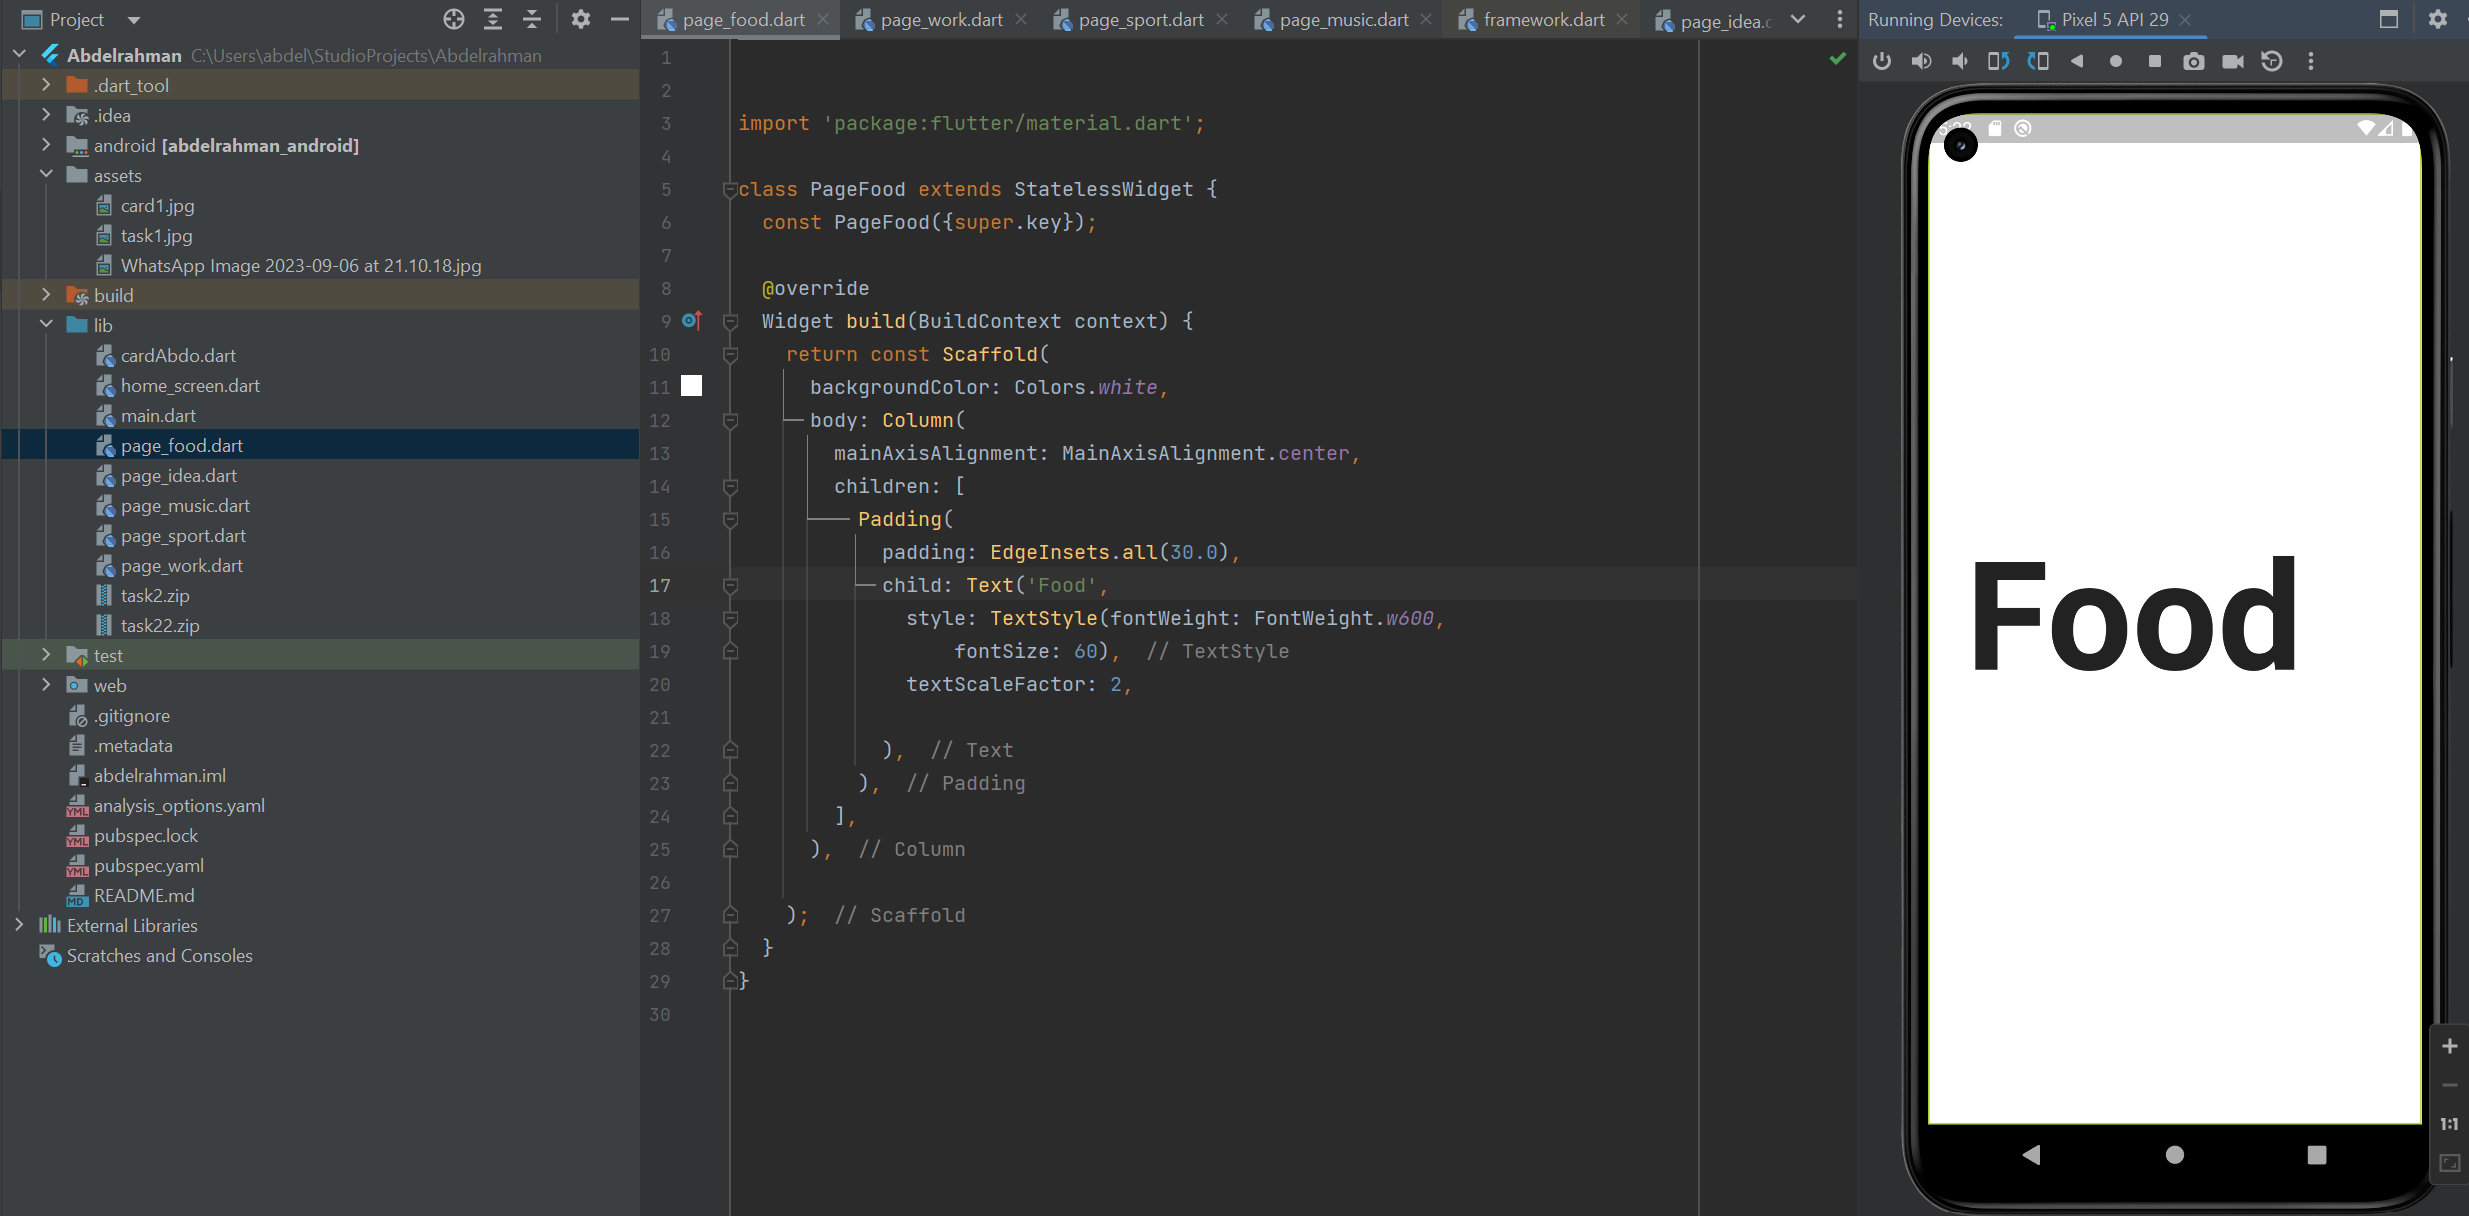 Project
Abdelrahman C:\Users\abdel\StudioProjects\Abdelrahman
.dart_tool
.idea
android [abdelrahman_android]
assets
card1.jpg
task1.jpg
WhatsApp Image 2023-09-06 at 21.10.18.jpg
build
lib
cardAbdo.dart
home_screen.dart
main.dart
page_food.dart
page_idea.dart
page_music.dart
page_sport.dart
page_work.dart
task2.zip
task22.zip
test
web
.gitignore
.metadata
abdelrahman.iml
analysis_options.yaml
pubspec.lock
pubspec.yaml
README.md
External Libraries
Scratches and Consoles
page_food.dart page_work.dart page_sport.dart page_music.dart framework.dart page_idea.
1
2
3 import 'package:flutter/material.dart';
4
5 class PageFood extends StatelessWidget {
6 const PageFood({super.key});
7
8 @override
9 Widget build(BuildContext context) {
10 return const Scaffold(
11 backgroundColor: Colors.white,
12 body: Column(
13 mainAxisAlignment: MainAxisAlignment.center,
14 children: [
15 Padding(
16 padding: EdgeInsets.all(30.0),
17 child: Text('Food',
18 style: TextStyle(fontWeight: FontWeight.w600,
19 fontSize: 60), // TextStyle
20 textScaleFactor: 2,
21
22 ), // Text
23 ), // Padding
24 ],
25 ), // Column
26
27 ); // Scaffold
28 }
29 }
30
Running Devices: Pixel 5 API 29
Food
1:1